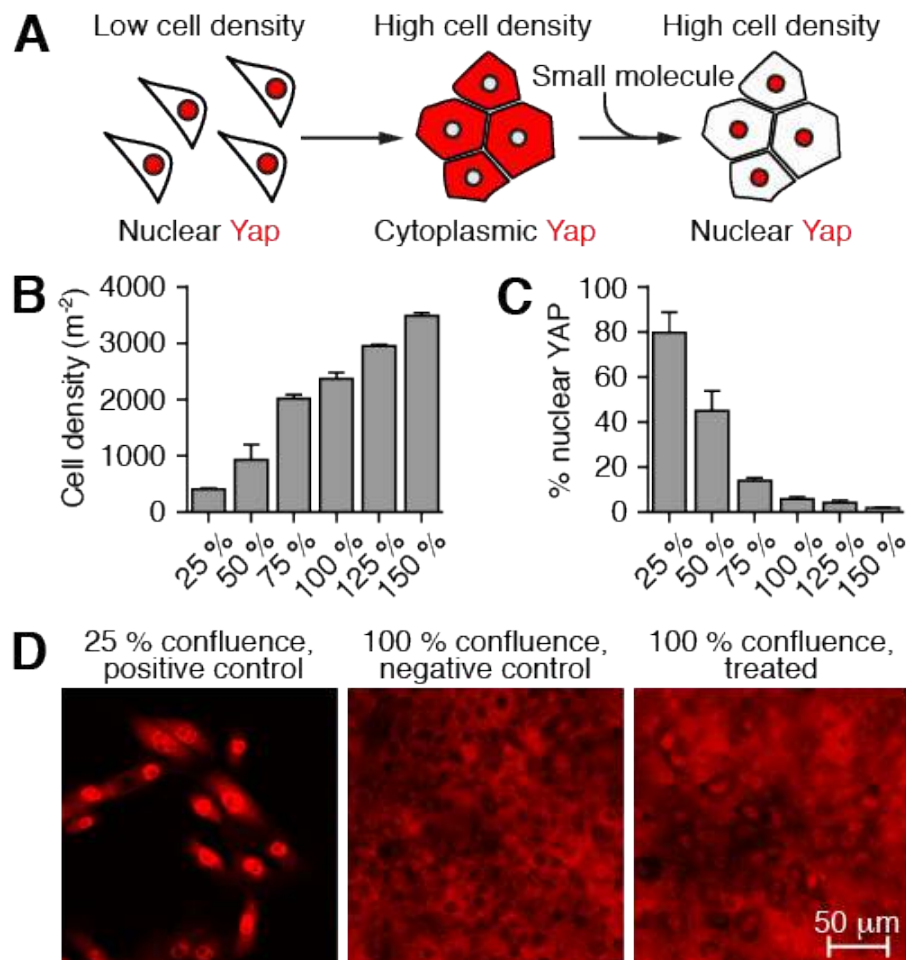 A
Low cell density
High cell density
High cell density
Small molecule
Nuclear Yap
Cytoplasmic Yap
Nuclear Yap
B
Cell density (m⁻²)
4000
3000
2000
1000
0
25 %
50 %
75 %
100 %
125 %
150 %
C
% nuclear YAP
100
80
60
40
20
0
25 %
50 %
75 %
100 %
125 %
150 %
D
25 % confluence,
positive control
100 % confluence,
negative control
100 % confluence,
treated
50 μm